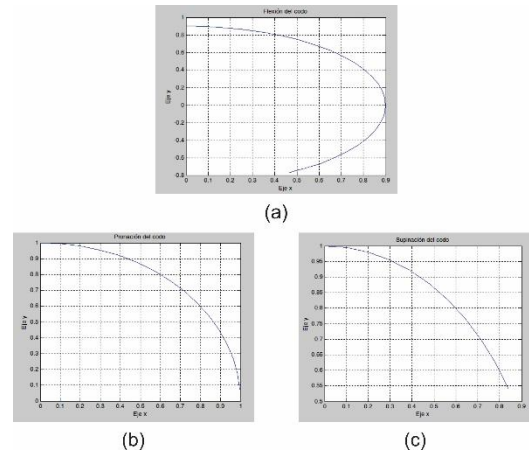 Flexión del codo
1
0.8
0.6
0.4
0.2
0
0.2
0.4
0.6
0.8
Eje y
0 0.1 0.2 0.3 0.4 0.5 0.6 0.7 0.8 0.9
Eje x
(a)
Pronación del codo
1
0.9
0.8
0.7
0.6
0.5
0.4
0.3
0.2
0.1
0
Eje y
0 0.1 0.2 0.3 0.4 0.5 0.6 0.7 0.8 0.9 1
Eje x
(b)
Supinación del codo
1
0.95
0.9
0.85
0.8
0.75
0.7
0.65
0.6
0.55
0.5
Eje y
0 0.1 0.2 0.3 0.4 0.5 0.6 0.7 0.8 0.9
Eje x
(c)